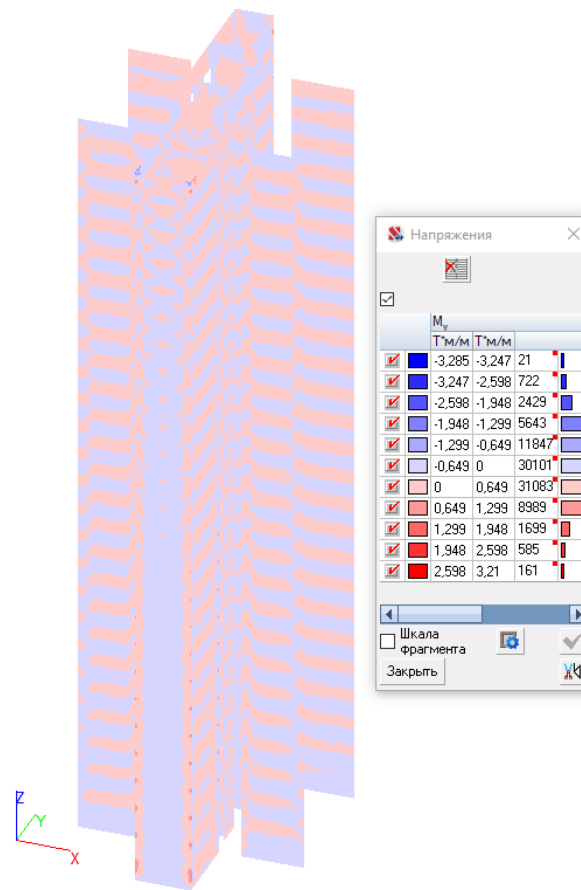 Напряжения
Mᵧ
Т*м/м Т*м/м
-3,285 -3,247 21
-3,247 -2,598 722
-2,598 -1,948 2429
-1,948 -1,299 5643
-1,299 -0,649 11847
-0,649 0 30101
0 0,649 31083
0,649 1,299 8989
1,299 1,948 1699
1,948 2,598 585
2,598 3,21 161
Шкала
фрагмента
Закрыть
Z
Y
X